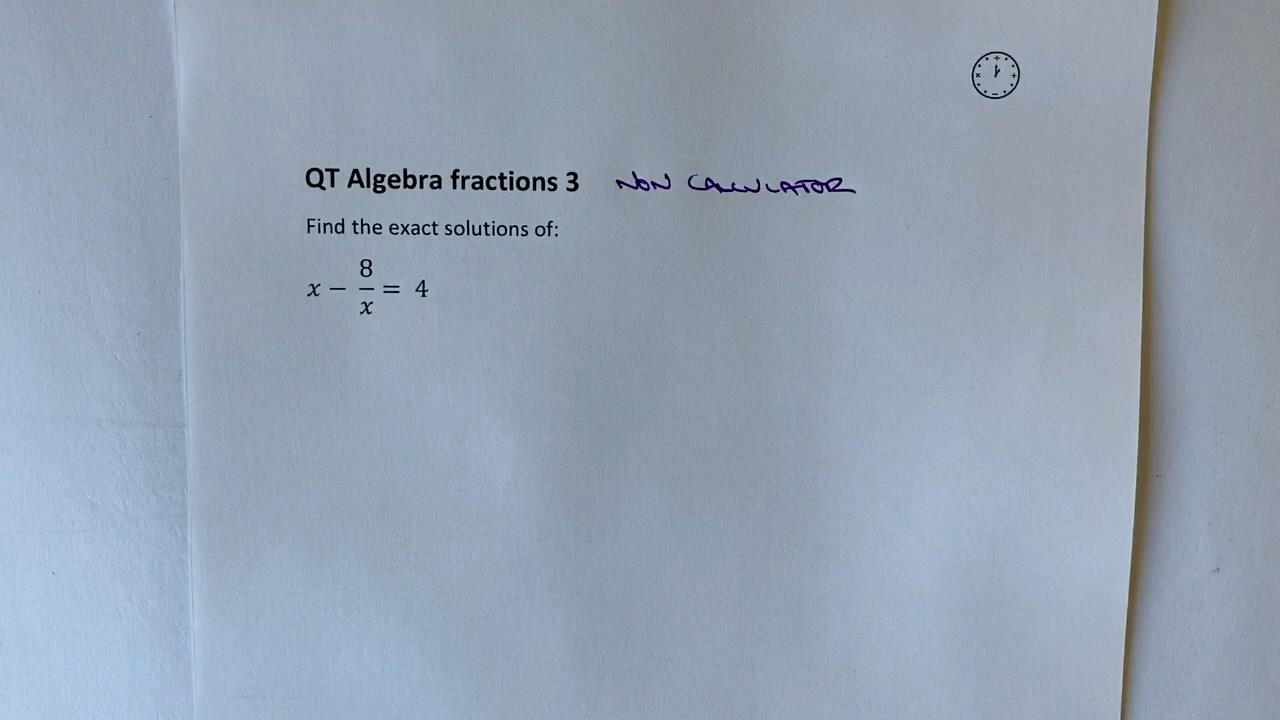 QT Algebra fractions 3 NON CALCULATOR
Find the exact solutions of:
x − 8/x = 4